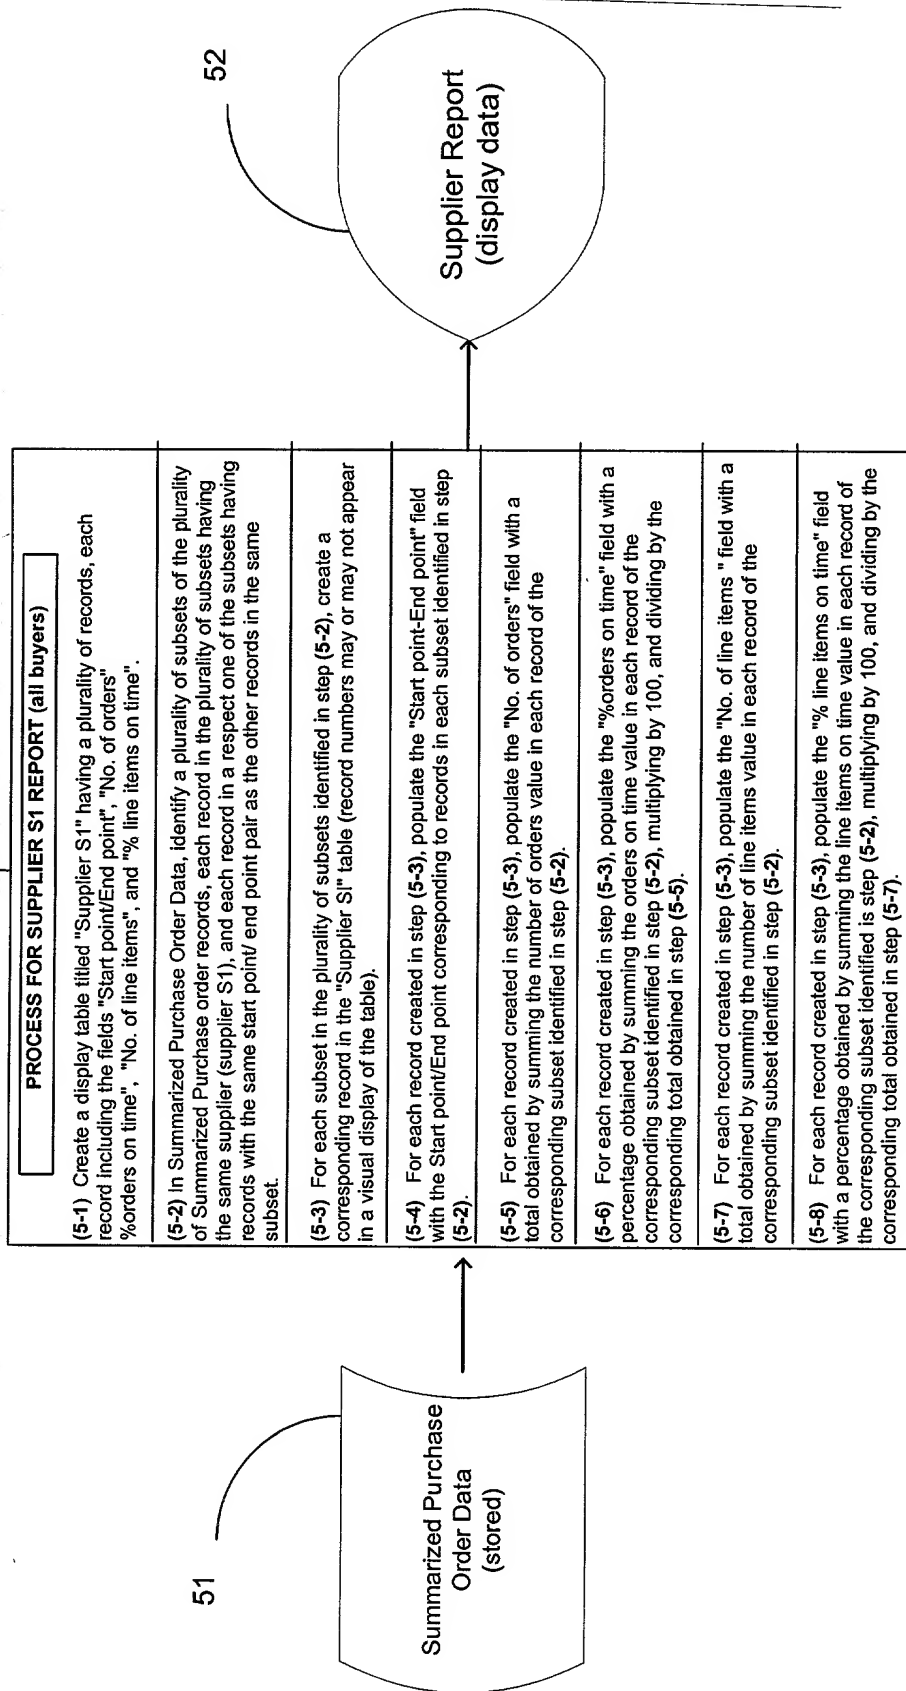 PROCESS FOR SUPPLIER S1 REPORT (all buyers)
(5-1) Create a display table titled "Supplier S1" having a plurality of records, each
record including the fields "Start point/End point", "No. of orders"
%orders on time", "No. of line items", and "% line items on time".
(5-2) In Summarized Purchase Order Data, identify a plurality of subsets of the plurality
of Summarized Purchase order records, each record in the plurality of subsets having
the same supplier (supplier S1), and each record in a respect one of the subsets having
records with the same start point/ end point pair as the other records in the same
subset.
(5-3) For each subset in the plurality of subsets identified in step (5-2), create a
corresponding record in the "Supplier SI" table (record numbers may or may not appear
in a visual display of the table).
(5-4) For each record created in step (5-3), populate the "Start point-End point" field
with the Start point/End point corresponding to records in each subset identified in step
(5-2).
(5-5) For each record created in step (5-3), populate the "No. of orders" field with a
total obtained by summing the number of orders value in each record of the
corresponding subset identified in step (5-2).
(5-6) For each record created in step (5-3), populate the "%orders on time" field with a
percentage obtained by summing the orders on time value in each record of the
corresponding subset identified in step (5-2), multiplying by 100, and dividing by the
corresponding total obtained in step (5-5).
(5-7) For each record created in step (5-3), populate the "No. of line items " field with a
total obtained by summing the number of line items value in each record of the
corresponding subset identified in step (5-2).
(5-8) For each record created in step (5-3), populate the "% line items on time" field
with a percentage obtained by summing the line items on time value in each record of
the corresponding subset identified is step (5-2), multiplying by 100, and dividing by the
corresponding total obtained in step (5-7).
51
Summarized Purchase
Order Data
(stored)
52
Supplier Report
(display data)